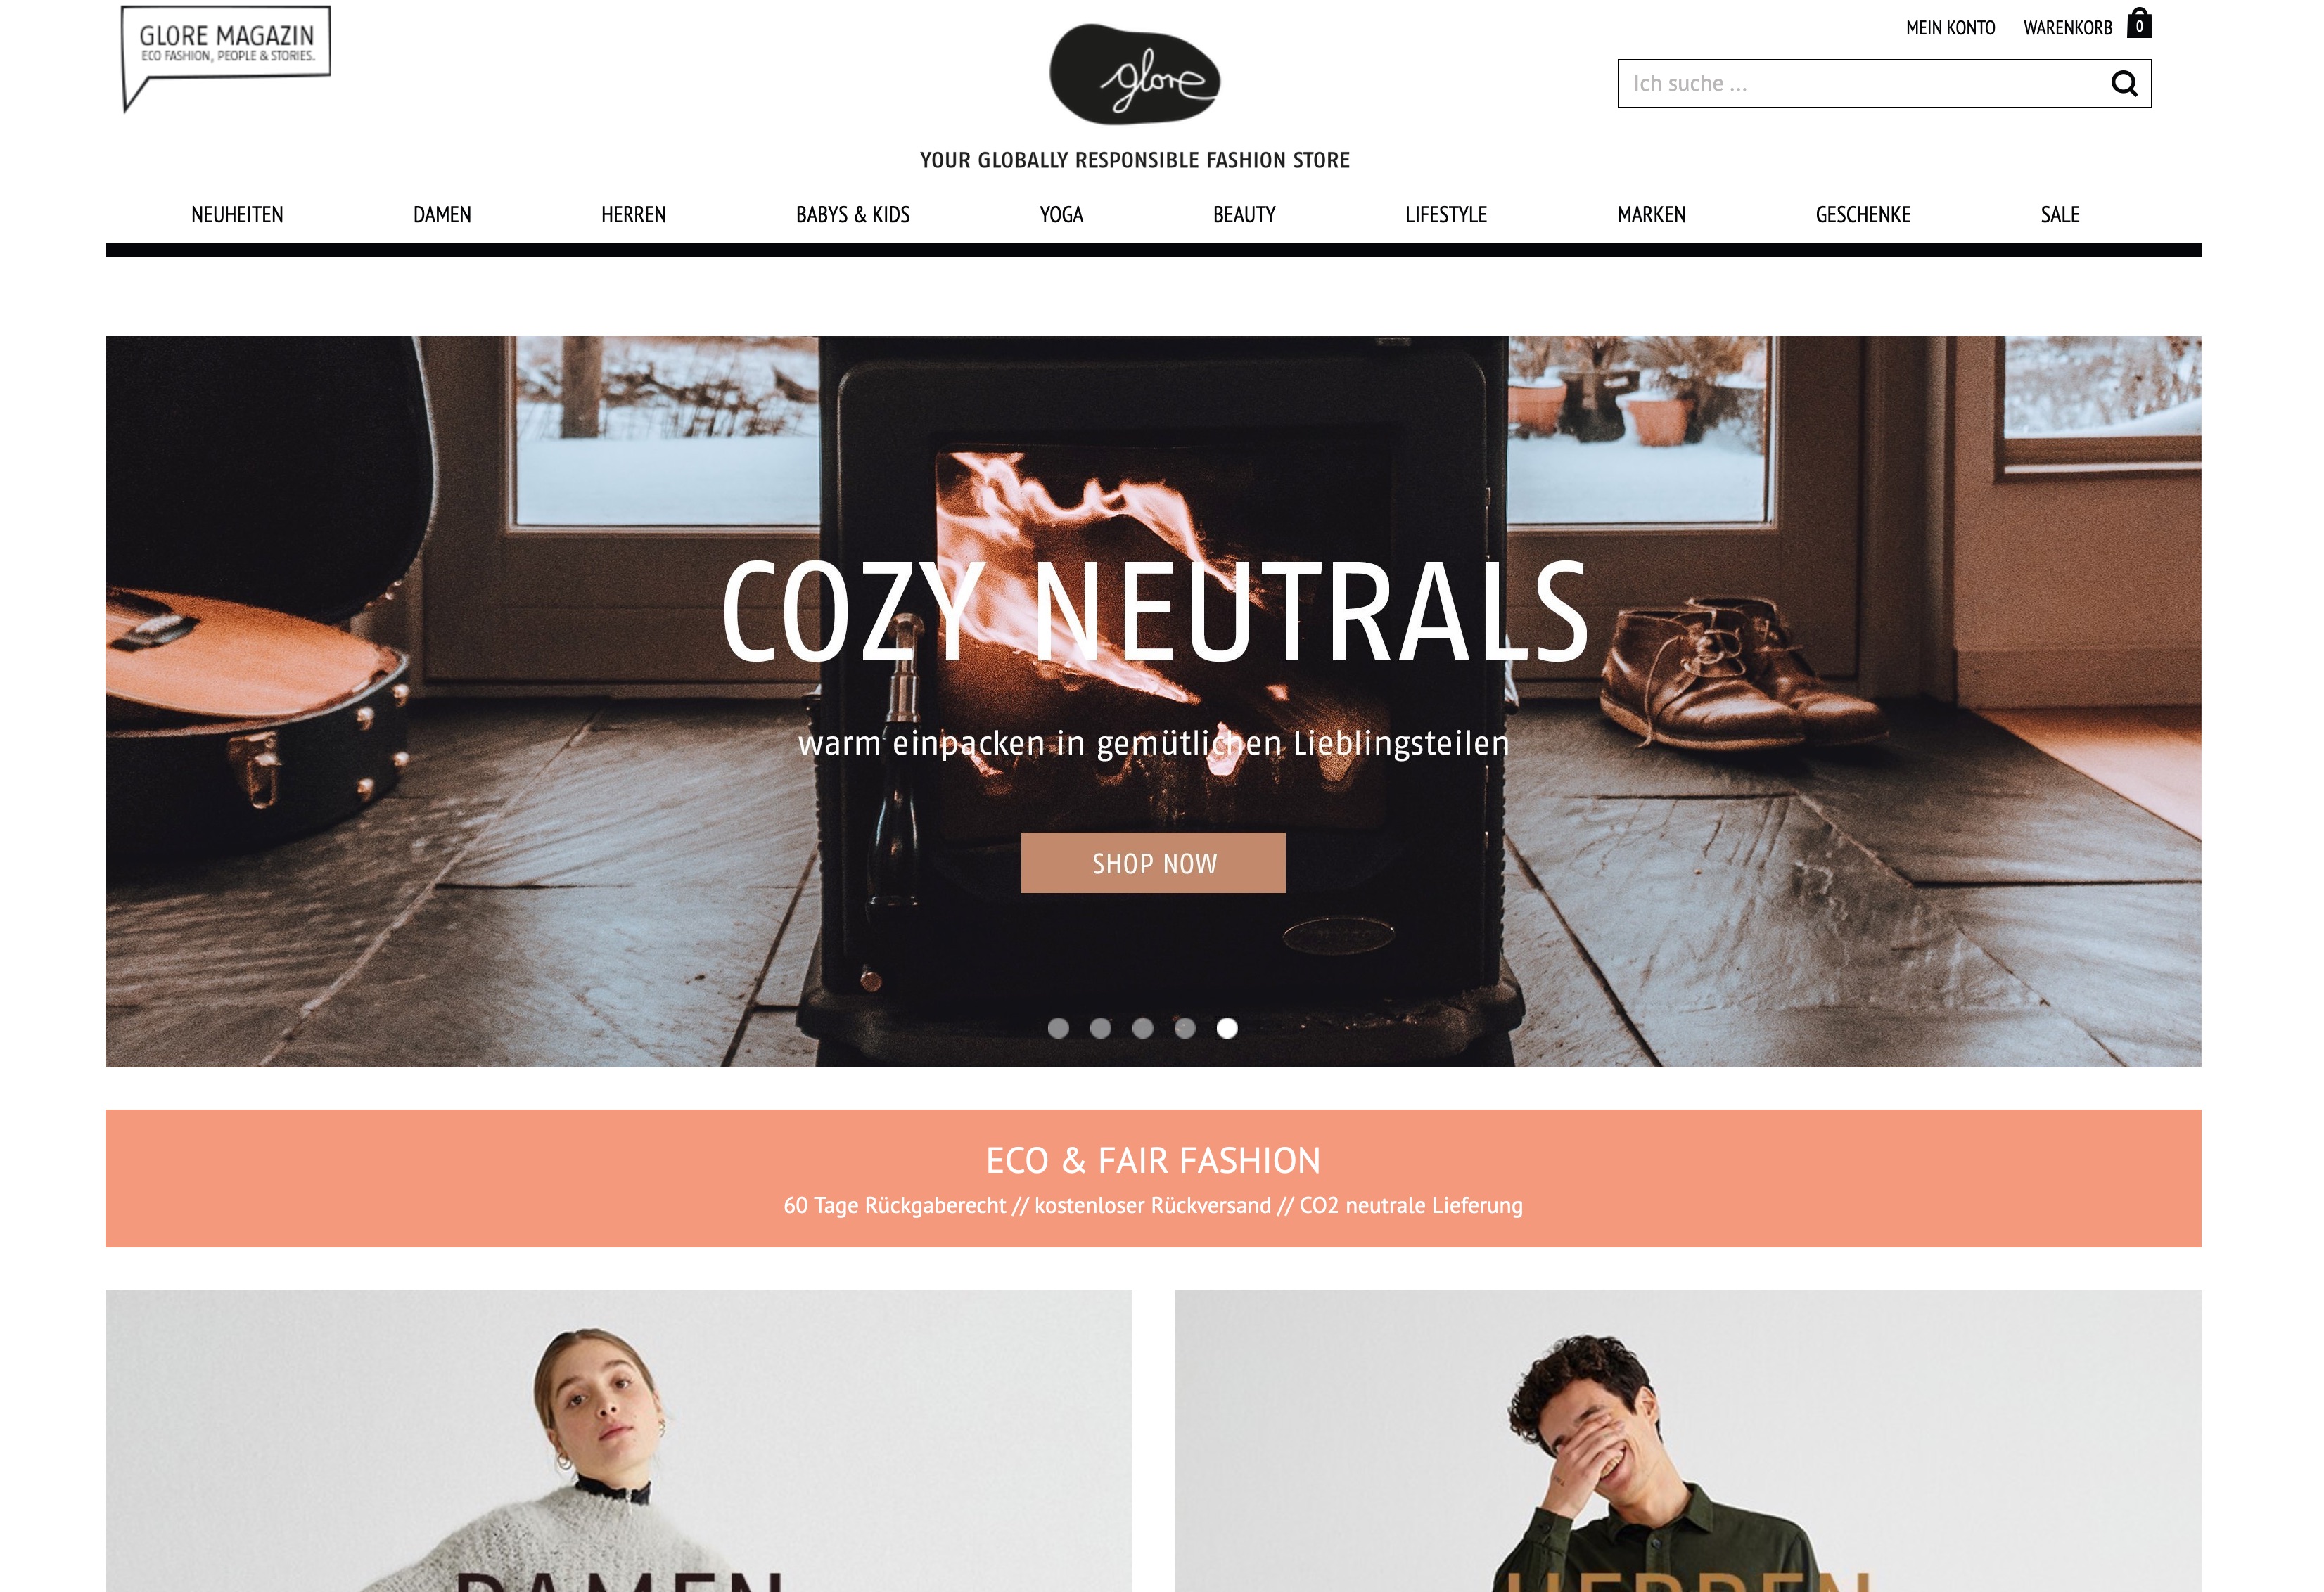 GLORE MAGAZIN
ECO FASHION, PEOPLE & STORIES.
glore
YOUR GLOBALLY RESPONSIBLE FASHION STORE
MEIN KONTO WARENKORB 0
Ich suche ...
NEUHEITEN DAMEN HERREN BABYS & KIDS YOGA BEAUTY LIFESTYLE MARKEN GESCHENKE SALE
COZY NEUTRALS
warm einpacken in gemütlichen Lieblingsteilen
SHOP NOW
ECO & FAIR FASHION
60 Tage Rückgaberecht // kostenloser Rückversand // CO2 neutrale Lieferung
DAMEN HERREN